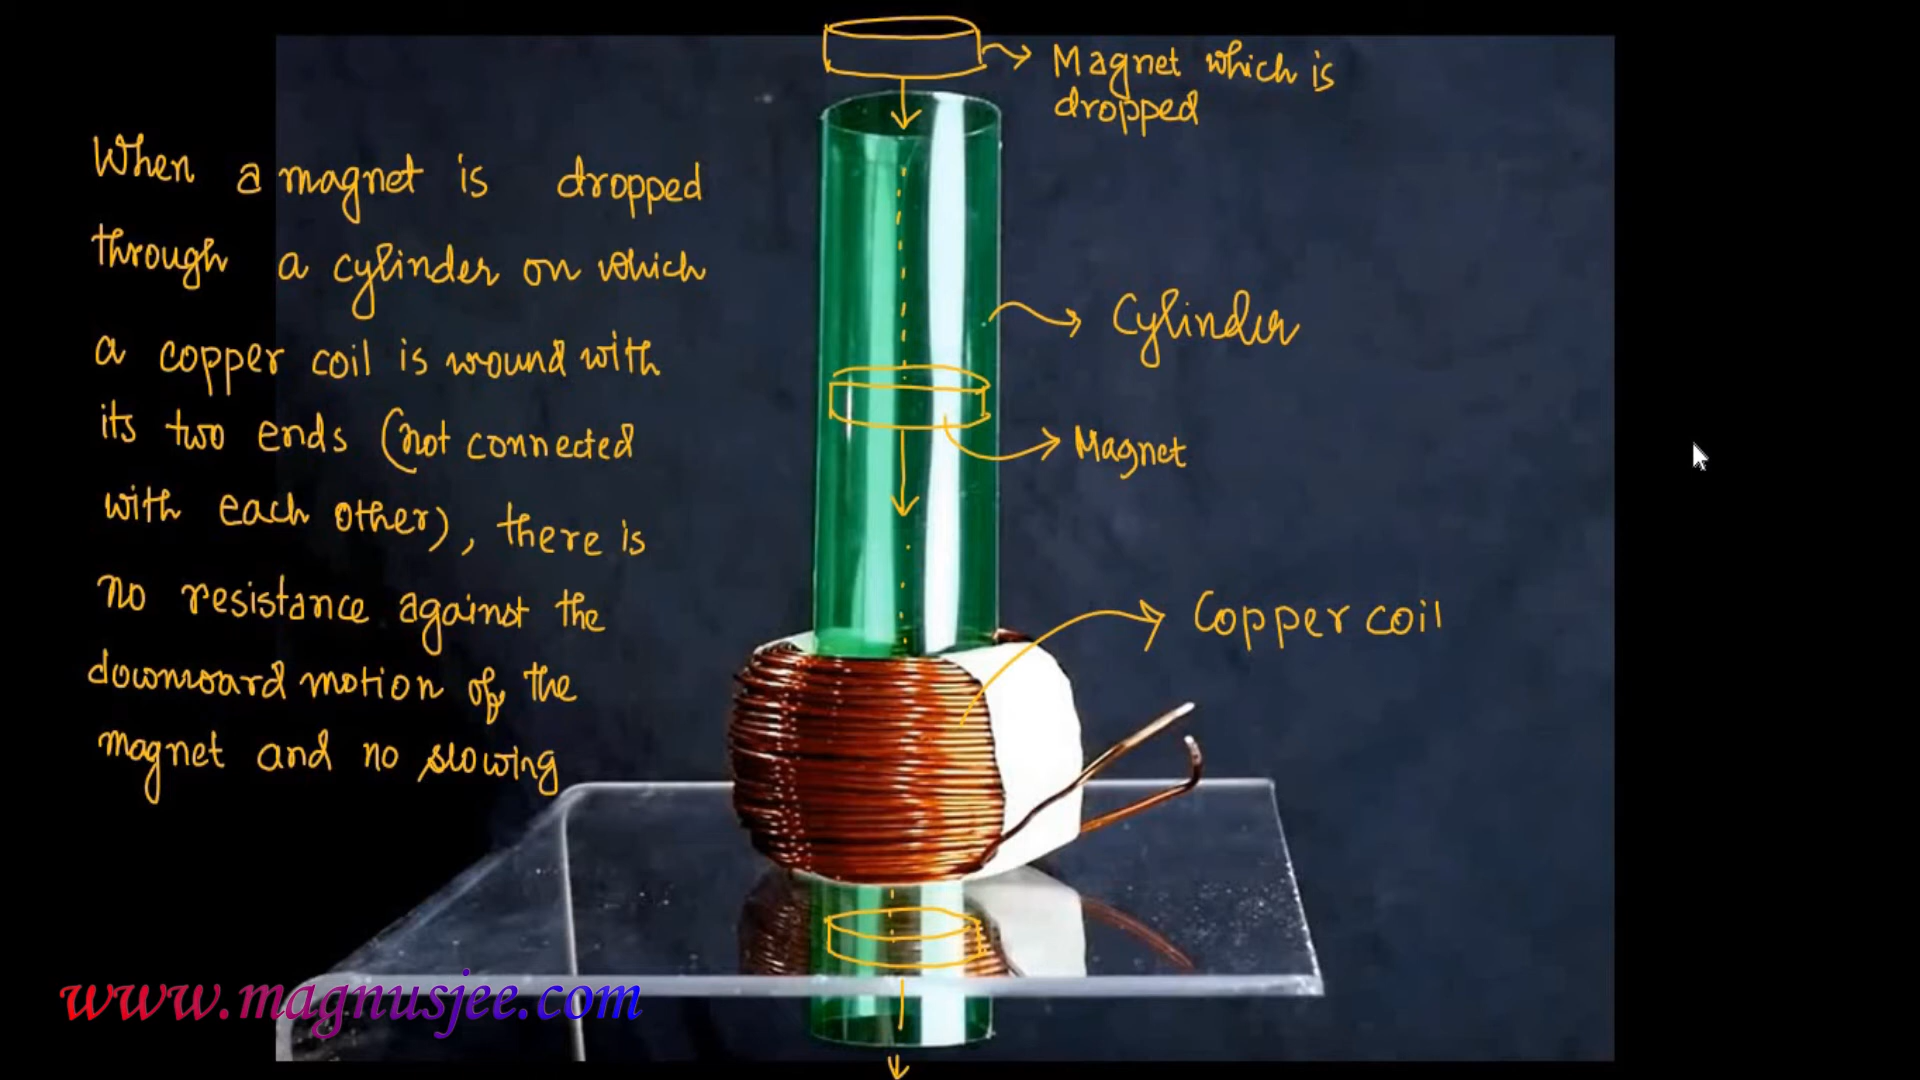 Magnet which is
dropped
When a magnet is dropped
through a cylinder on which
a copper coil is wound with
its two ends (not connected
with each other), there is
no resistance against the
downward motion of the
magnet and no slowing
Cylinder
Magnet
Copper coil
www.magnusjee.com